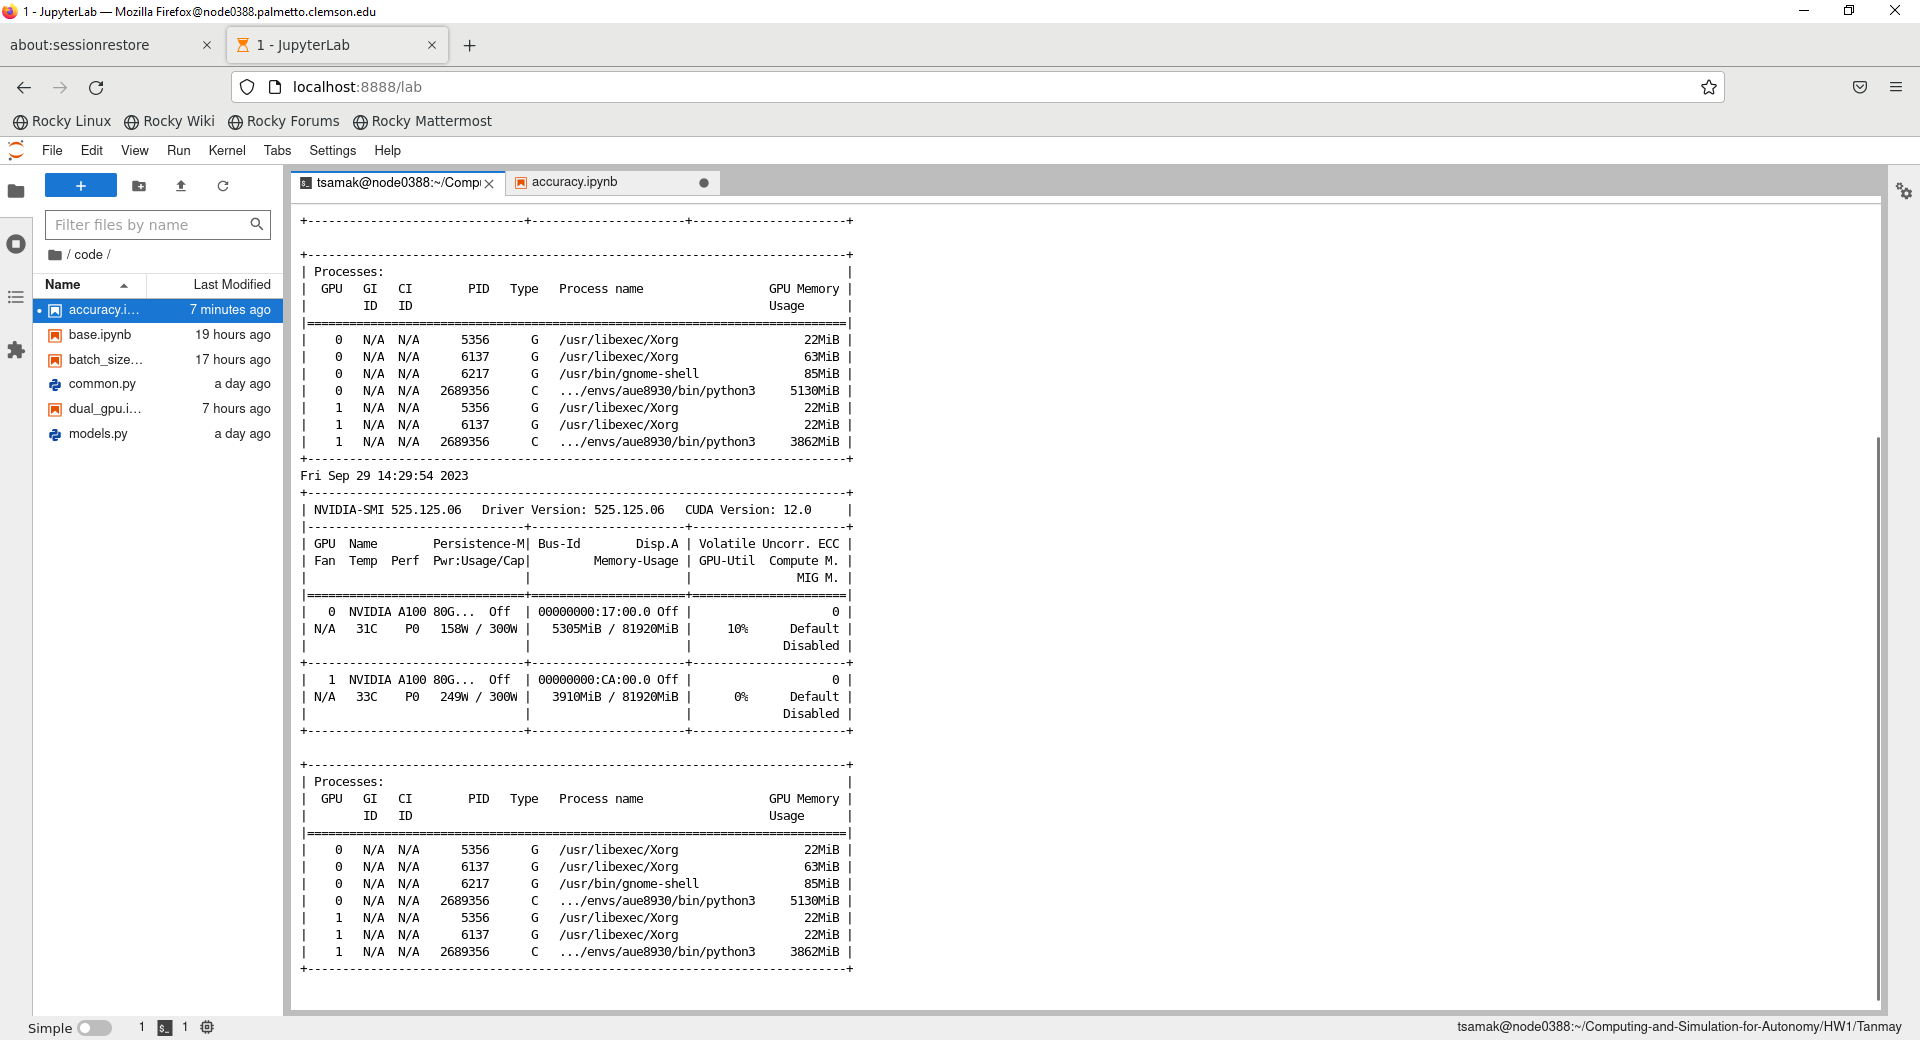 1 - JupyterLab — Mozilla Firefox@node0388.palmetto.clemson.edu
about:sessionrestore
1 - JupyterLab
localhost:8888/lab
Rocky Linux Rocky Wiki Rocky Forums Rocky Mattermost
File Edit View Run Kernel Tabs Settings Help
tsamak@node0388:~/Comp
accuracy.ipynb
Filter files by name
/ code /
Name Last Modified
accuracy.i... 7 minutes ago
base.ipynb 19 hours ago
batch_size... 17 hours ago
common.py a day ago
dual_gpu.i... 7 hours ago
models.py a day ago
+-------------------------------+----------------------+----------------------+

+-----------------------------------------------------------------------------+
| Processes:                                                                  |
|  GPU   GI   CI        PID   Type   Process name                  GPU Memory |
|        ID   ID                                                   Usage      |
|=============================================================================|
|    0   N/A  N/A      5356      G   /usr/libexec/Xorg                  22MiB |
|    0   N/A  N/A      6137      G   /usr/libexec/Xorg                  63MiB |
|    0   N/A  N/A      6217      G   /usr/bin/gnome-shell               85MiB |
|    0   N/A  N/A   2689356      C   .../envs/aue8930/bin/python3     5130MiB |
|    1   N/A  N/A      5356      G   /usr/libexec/Xorg                  22MiB |
|    1   N/A  N/A      6137      G   /usr/libexec/Xorg                  22MiB |
|    1   N/A  N/A   2689356      C   .../envs/aue8930/bin/python3     3862MiB |
+-----------------------------------------------------------------------------+
Fri Sep 29 14:29:54 2023
+-----------------------------------------------------------------------------+
| NVIDIA-SMI 525.125.06   Driver Version: 525.125.06   CUDA Version: 12.0     |
|-------------------------------+----------------------+----------------------+
| GPU  Name        Persistence-M| Bus-Id        Disp.A | Volatile Uncorr. ECC |
| Fan  Temp  Perf  Pwr:Usage/Cap|         Memory-Usage | GPU-Util  Compute M. |
|                               |                      |               MIG M. |
|===============================+======================+======================|
|   0  NVIDIA A100 80G...  Off  | 00000000:17:00.0 Off |                    0 |
| N/A   31C    P0   158W / 300W |   5305MiB / 81920MiB |     10%      Default |
|                               |                      |             Disabled |
+-------------------------------+----------------------+----------------------+
|   1  NVIDIA A100 80G...  Off  | 00000000:CA:00.0 Off |                    0 |
| N/A   33C    P0   249W / 300W |   3910MiB / 81920MiB |      0%      Default |
|                               |                      |             Disabled |
+-------------------------------+----------------------+----------------------+

+-----------------------------------------------------------------------------+
| Processes:                                                                  |
|  GPU   GI   CI        PID   Type   Process name                  GPU Memory |
|        ID   ID                                                   Usage      |
|=============================================================================|
|    0   N/A  N/A      5356      G   /usr/libexec/Xorg                  22MiB |
|    0   N/A  N/A      6137      G   /usr/libexec/Xorg                  63MiB |
|    0   N/A  N/A      6217      G   /usr/bin/gnome-shell               85MiB |
|    0   N/A  N/A   2689356      C   .../envs/aue8930/bin/python3     5130MiB |
|    1   N/A  N/A      5356      G   /usr/libexec/Xorg                  22MiB |
|    1   N/A  N/A      6137      G   /usr/libexec/Xorg                  22MiB |
|    1   N/A  N/A   2689356      C   .../envs/aue8930/bin/python3     3862MiB |
+-----------------------------------------------------------------------------+
Simple 1 $_ 1 tsamak@node0388:~/Computing-and-Simulation-for-Autonomy/HW1/Tanmay